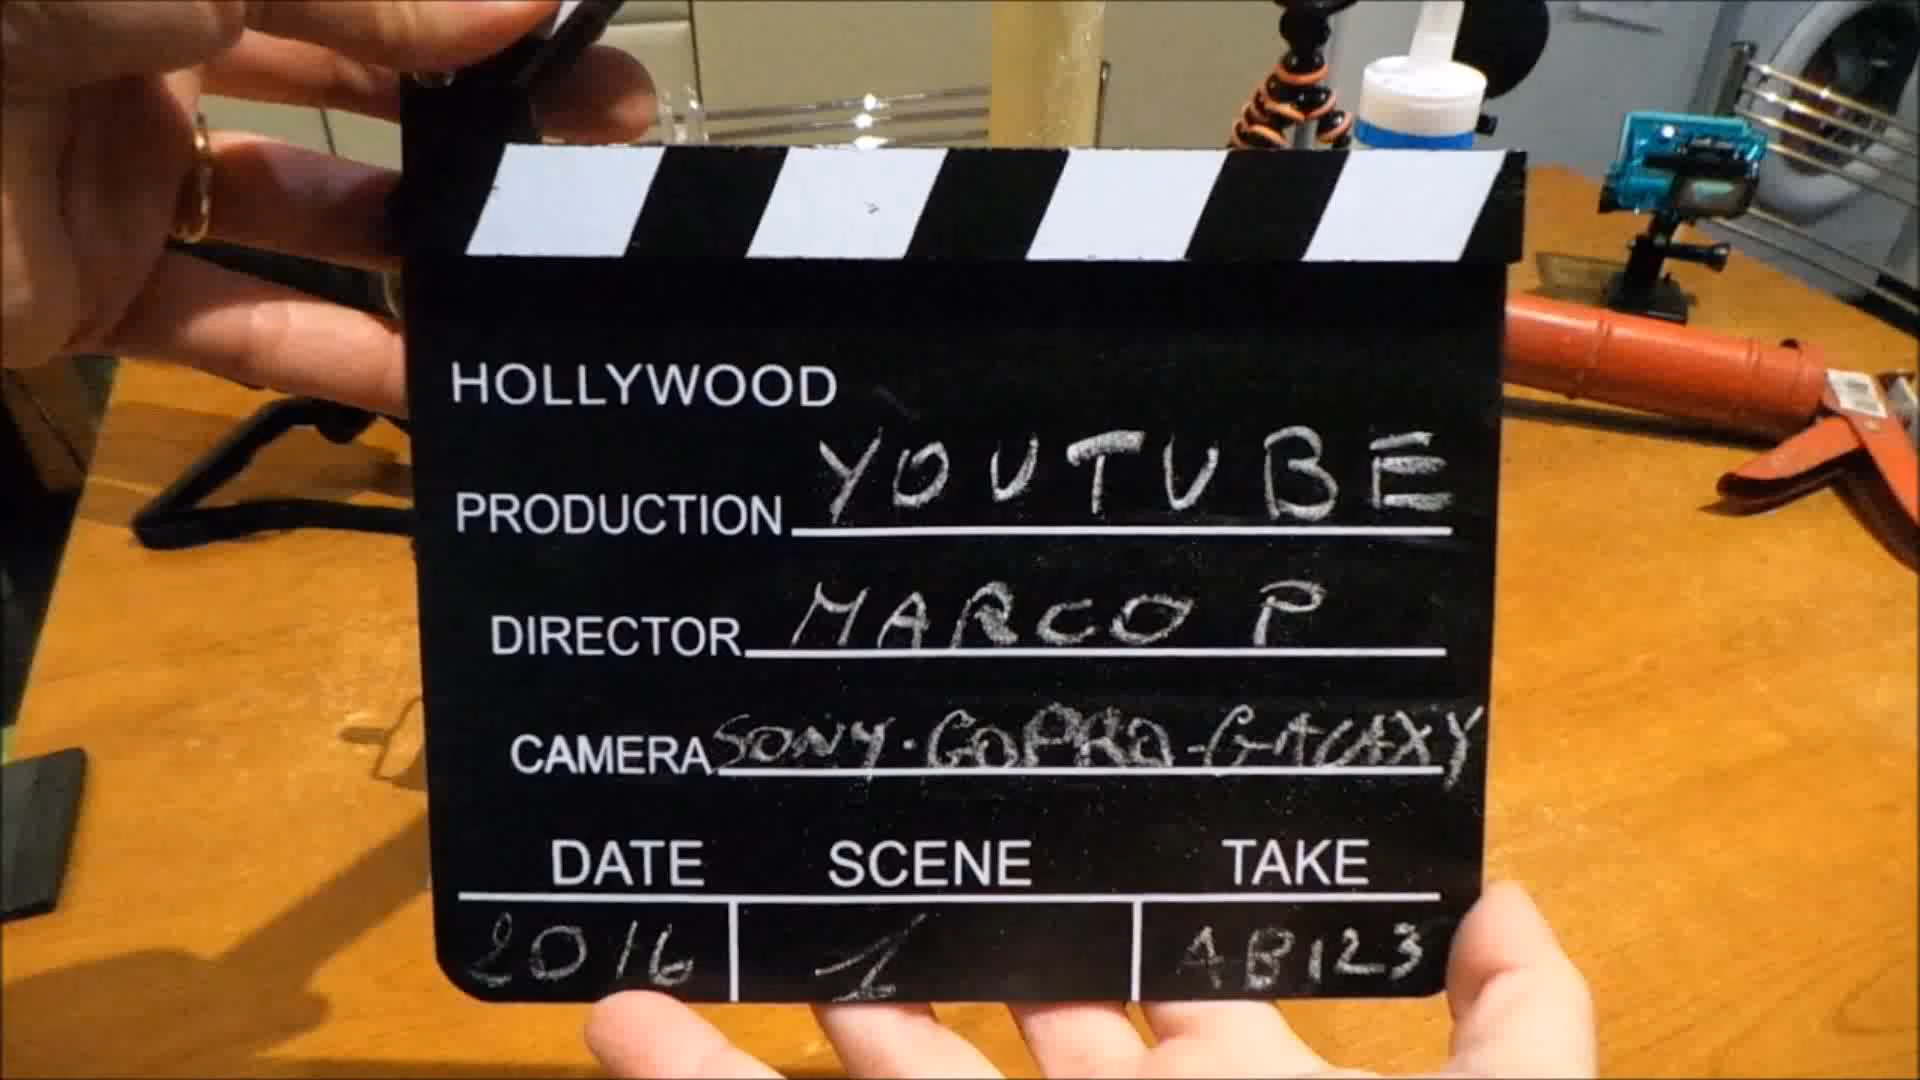 HOLLYWOOD
PRODUCTION YOUTUBE
DIRECTOR MARCO P
CAMERA SONY·GOPRO-GALAXY
DATE SCENE TAKE
2016 1 AB123